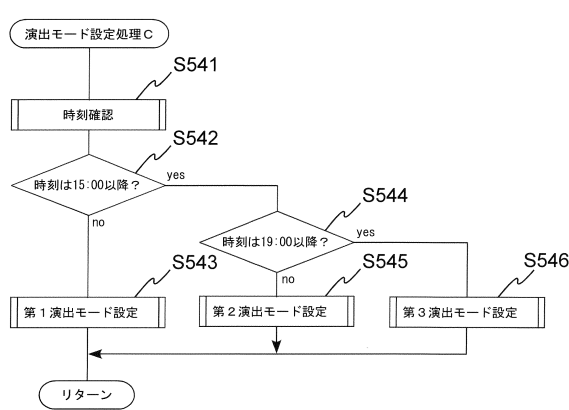 演出モード設定処理C
S541
時刻確認
S542
時刻は15:00以降？
yes
no
S544
時刻は19:00以降？
yes
no
S543
第１演出モード設定
S545
第２演出モード設定
S546
第３演出モード設定
リターン